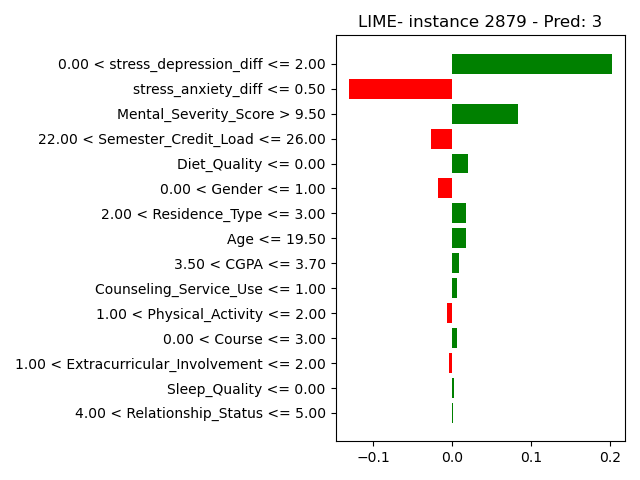 LIME- instance 2879 - Pred: 3
0.00 < stress_depression_diff <= 2.00
stress_anxiety_diff <= 0.50
Mental_Severity_Score > 9.50
22.00 < Semester_Credit_Load <= 26.00
Diet_Quality <= 0.00
0.00 < Gender <= 1.00
2.00 < Residence_Type <= 3.00
Age <= 19.50
3.50 < CGPA <= 3.70
Counseling_Service_Use <= 1.00
1.00 < Physical_Activity <= 2.00
0.00 < Course <= 3.00
1.00 < Extracurricular_Involvement <= 2.00
Sleep_Quality <= 0.00
4.00 < Relationship_Status <= 5.00
−0.1 0.0 0.1 0.2